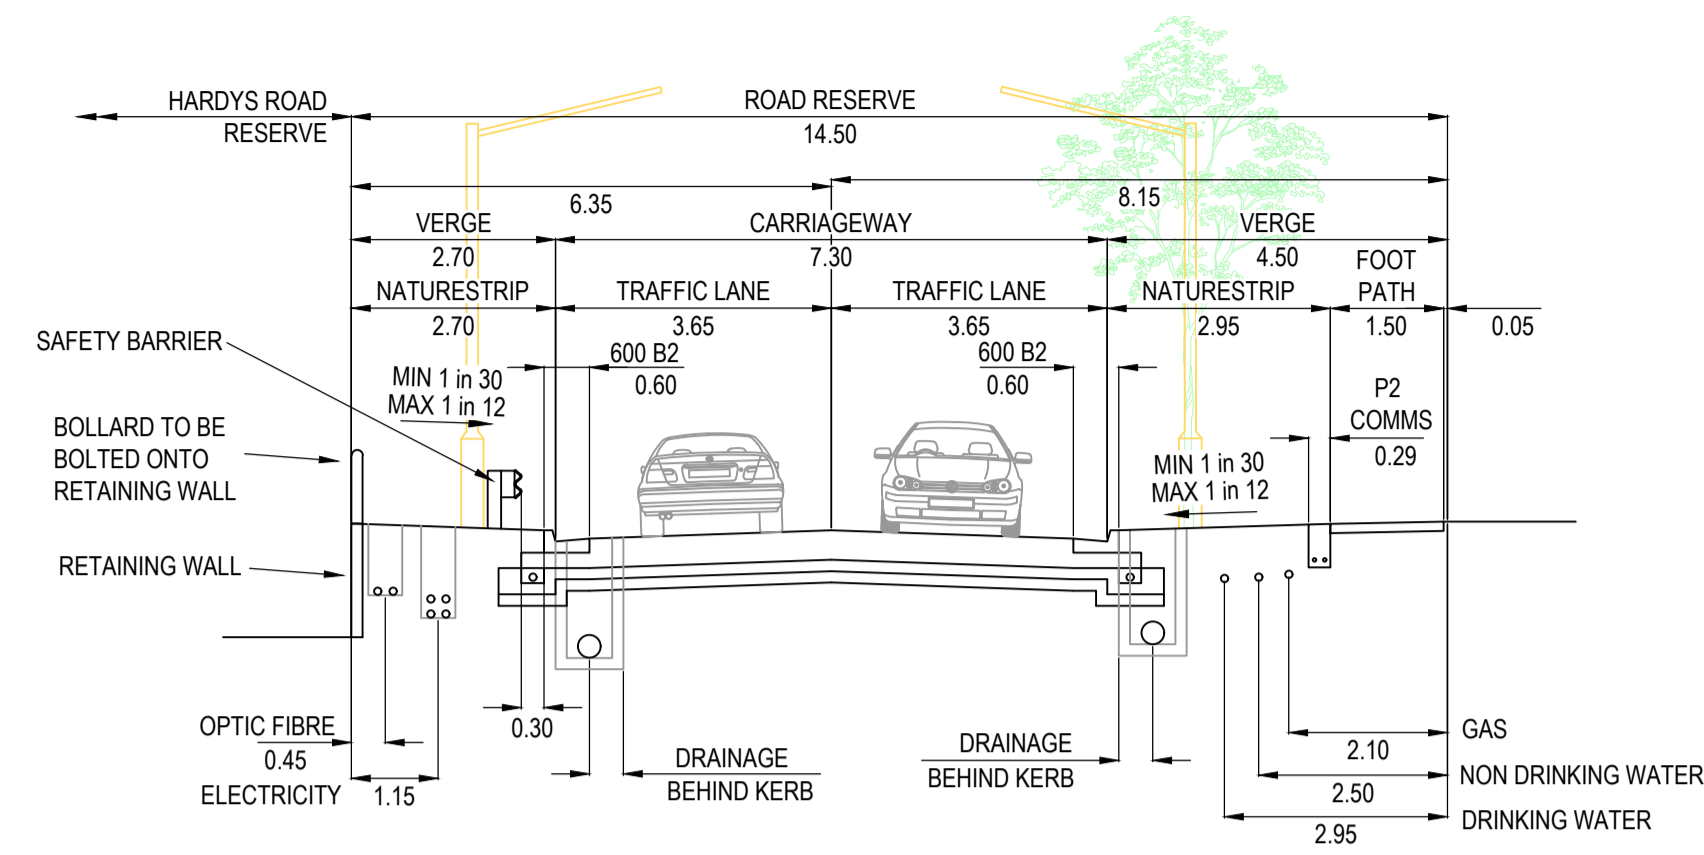 HARDYS ROAD
RESERVE
ROAD RESERVE
14.50
6.35
8.15
VERGE
2.70
CARRIAGEWAY
7.30
VERGE
4.50
NATURESTRIP
2.70
TRAFFIC LANE
3.65
TRAFFIC LANE
3.65
NATURESTRIP
2.95
FOOT
PATH
1.50
0.05
SAFETY BARRIER
600 B2
0.60
600 B2
0.60
MIN 1 in 30
MAX 1 in 12
P2
COMMS
0.29
BOLLARD TO BE
BOLTED ONTO
RETAINING WALL
MIN 1 in 30
MAX 1 in 12
RETAINING WALL
OPTIC FIBRE
0.45
ELECTRICITY
1.15
0.30
DRAINAGE
BEHIND KERB
DRAINAGE
BEHIND KERB
GAS
2.10
NON DRINKING WATER
2.50
DRINKING WATER
2.95